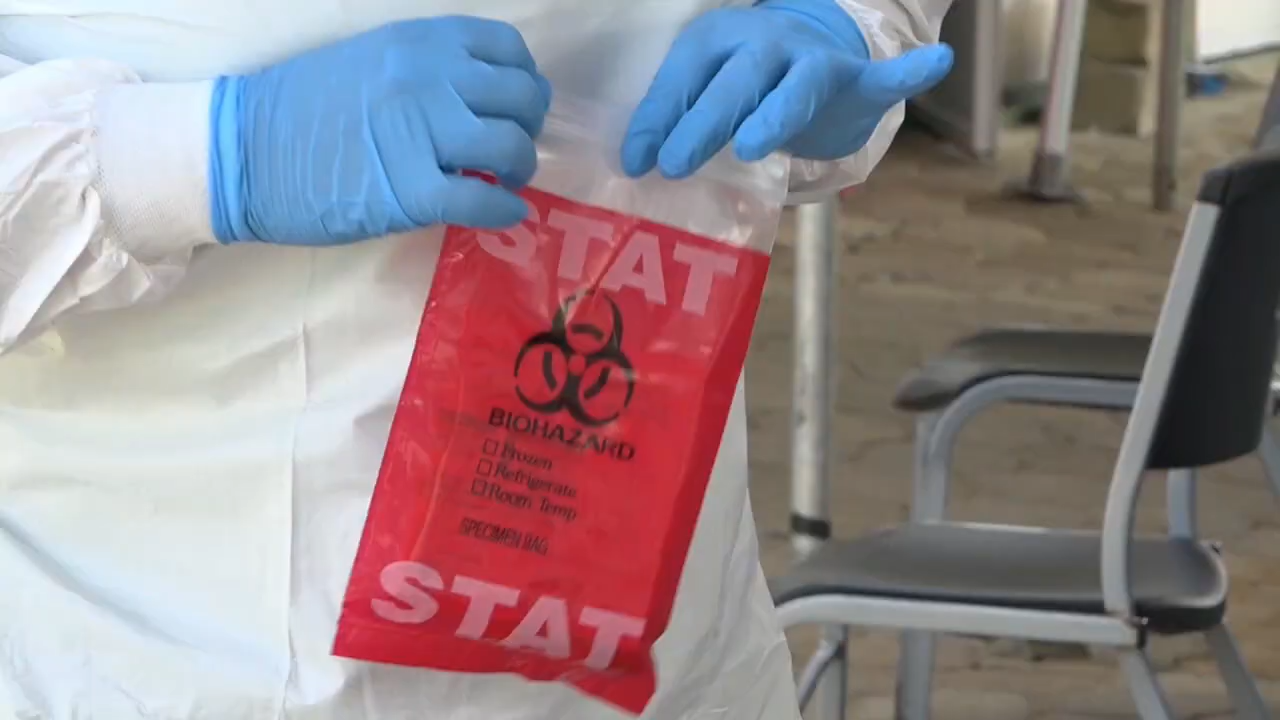 STAT
BIOHAZARD
☐ Frozen
☐ Refrigerate
☐ Room Temp
SPECIMEN BAG
STAT